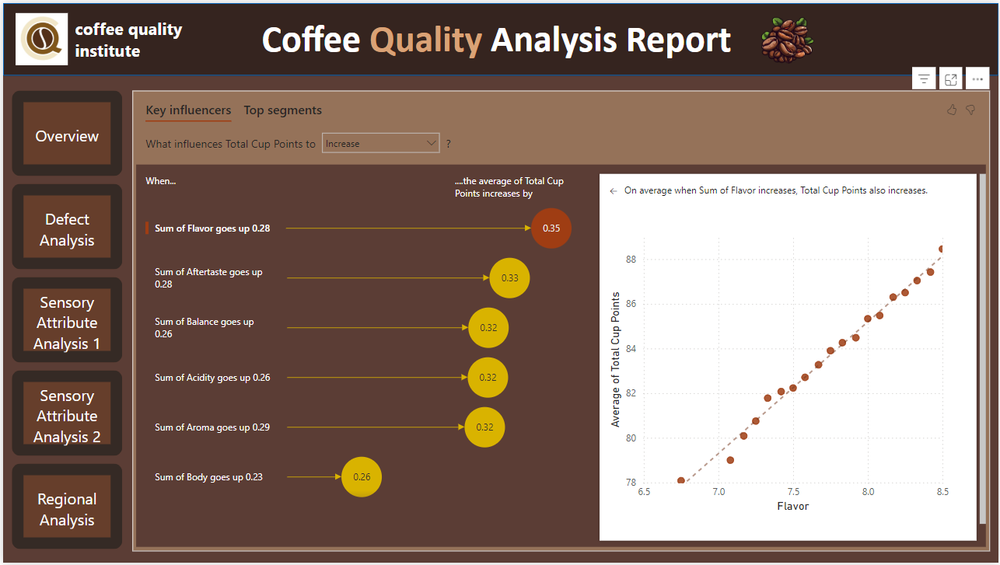 coffee quality
institute
Coffee Quality Analysis Report
Overview
Defect
Analysis
Sensory
Attribute
Analysis 1
Sensory
Attribute
Analysis 2
Regional
Analysis
Key influencers
Top segments
What influences Total Cup Points to
Increase
?
When...
....the average of Total Cup
Points increases by
Sum of Flavor goes up 0.28
0.35
Sum of Aftertaste goes up
0.28
0.33
Sum of Balance goes up
0.26
0.32
Sum of Acidity goes up 0.26
0.32
Sum of Aroma goes up 0.29
0.32
Sum of Body goes up 0.23
0.26
On average when Sum of Flavor increases, Total Cup Points also increases.
Average of Total Cup Points
88
86
84
82
80
78
6.5
7.0
7.5
8.0
8.5
Flavor